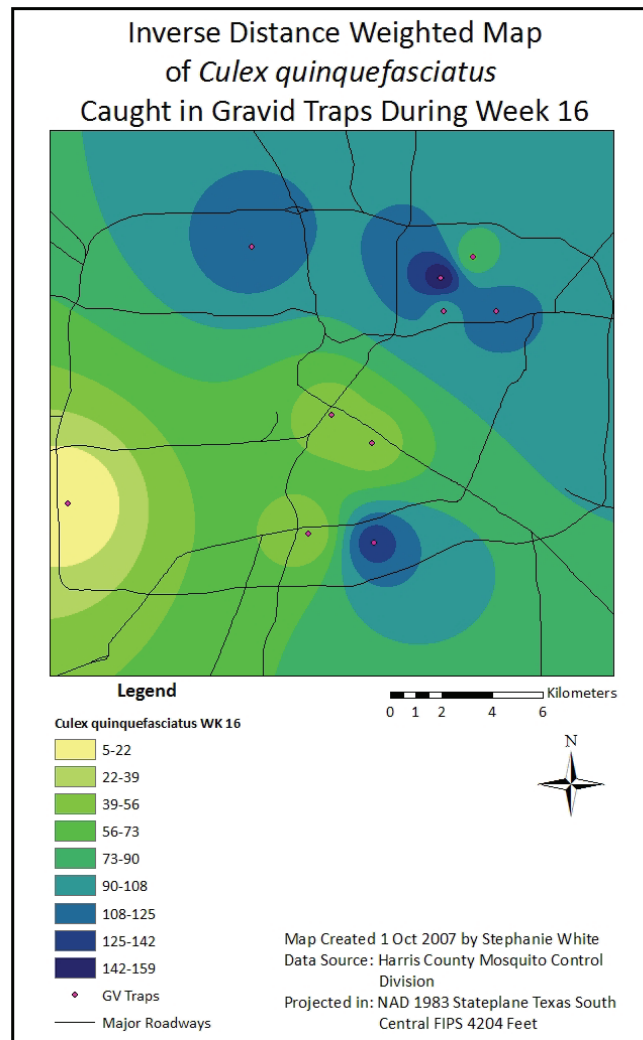 Inverse Distance Weighted Map
of Culex quinquefasciatus
Caught in Gravid Traps During Week 16
Legend
Kilometers
0 1 2 4 6
Culex quinquefasciatus WK 16
5-22
22-39
39-56
56-73
73-90
90-108
108-125
125-142
142-159
GV Traps
Major Roadways
N
Map Created 1 Oct 2007 by Stephanie White
Data Source: Harris County Mosquito Control
Division
Projected in: NAD 1983 Stateplane Texas South
Central FIPS 4204 Feet